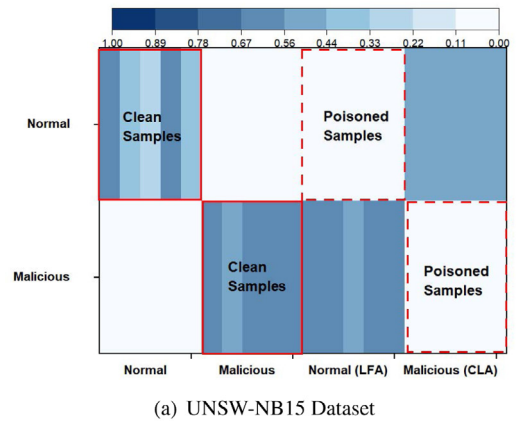 1.00 0.89 0.78 0.67 0.56 0.44 0.33 0.22 0.11 0.00
Normal
Clean
Samples
Poisoned
Samples
Malicious
Clean
Samples
Poisoned
Samples
Normal Malicious Normal (LFA) Malicious (CLA)
(a) UNSW-NB15 Dataset